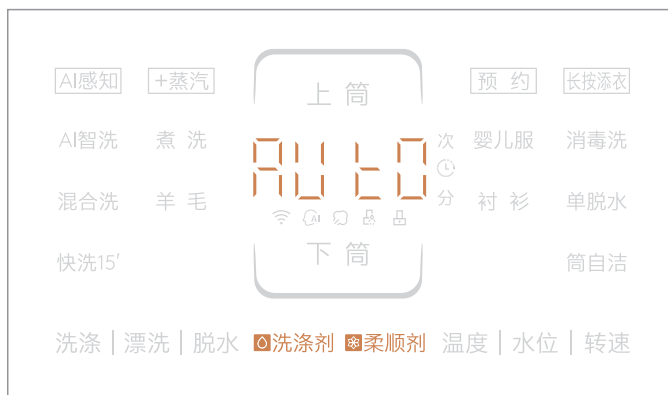 上筒
AI感知 +蒸汽 预约 长按添衣
AI智洗 煮洗 AUtO 次 婴儿服 消毒洗
混合洗 羊毛 分 衬衫 单脱水
AI
快洗15' 下筒 筒自洁
洗涤 | 漂洗 | 脱水 洗涤剂 柔顺剂 温度 | 水位 | 转速